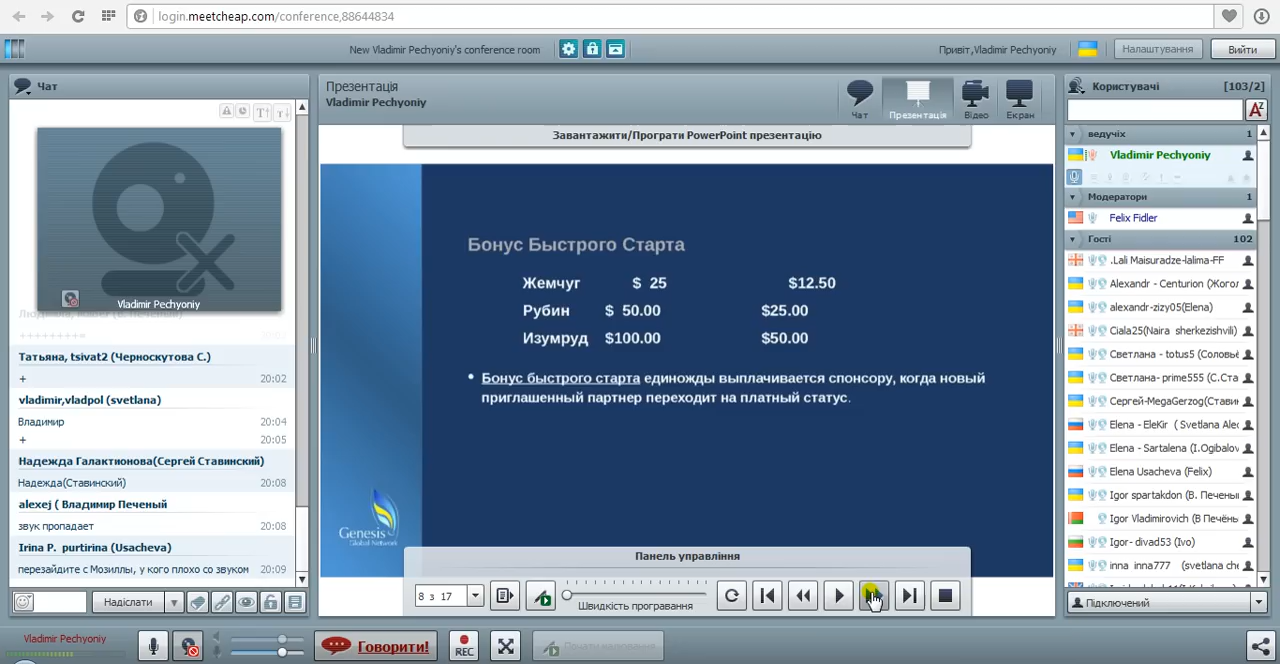 login.meetcheap.com/conference,88644834
New Vladimir Pechyoniy's conference room
Привіт,Vladimir Pechyoniy
Налаштування
Вийти
Чат
Vladimir Pechyoniy
Татьяна, tsivat2 (Черноскутова С.)
+ 20:02
vladimir,vladpol (svetlana)
Владимир 20:04
+ 20:05
Надежда Галактионова(Сергей Ставинский)
Надежда(Ставинский) 20:08
alexej ( Владимир Печеный
звук пропадает 20:08
Irina P. purtirina (Usacheva)
перезайдите с Мозиллы, у кого плохо со звуком 20:09
Надіслати
Презентація
Vladimir Pechyoniy
Чат
Презентація
Відео
Екран
Завантажити/Програти PowerPoint презентацію
Бонус Быстрого Старта
Жемчуг $ 25 $12.50
Рубин $ 50.00 $25.00
Изумруд $100.00 $50.00
• Бонус быстрого старта единожды выплачивается спонсору, когда новый
приглашенный партнер переходит на платный статус.
Genesis
Global Network
Панель управління
8 з 17
Швидкість програвання
Користувачі [103/2]
ведучіх 1
Vladimir Pechyoniy
Модератори 1
Felix Fidler
Гості 102
.Lali Maisuradze-lalima-FF
Alexandr - Centurion (Жогол
alexandr-zizy05(Elena)
Ciala25(Naira sherkezishvili)
Светлана - totus5 (Соловьё
Светлана- prime555 (С.Ста
Сергей-MegaGerzog(Ставин
Elena - EleKir ( Svetlana Alec
Elena - Sartalena (I.Ogibalov
Elena Usacheva (Felix)
Igor spartakdon (В. Печены
Igor Vladimirovich (В Печёнь
Igor- divad53 (Ivo)
inna inna777 (svetlana che
Підключений
Vladimir Pechyoniy
Говорити!
REC